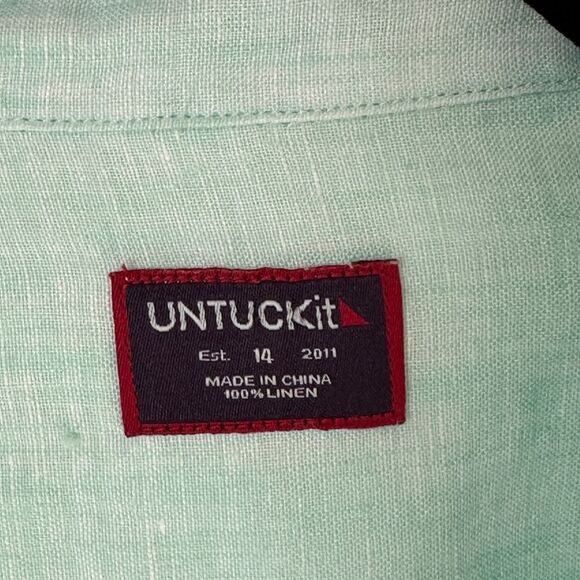 UNTUCKit
Est. 14 2011
MADE IN CHINA
100% LINEN